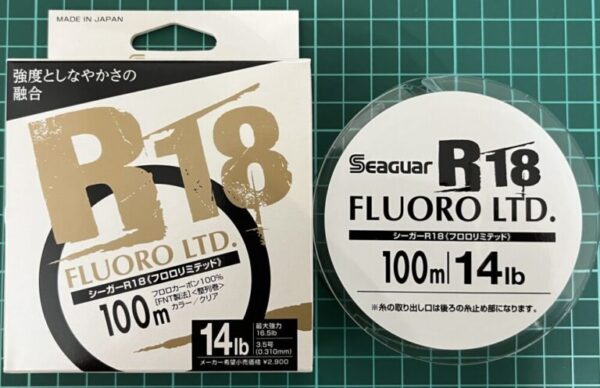 MADE IN JAPAN
強度としなやかさの
融合
R18
FLUORO LTD.
シーガーR18《フロロリミテッド》
100m
フロロカーボン100%
[FNT製法]<整列巻>
カラー／クリア
14lb
最大強力
16.5lb
3.5号
(0.310mm)
メーカー希望小売価格 ¥2,900
Seaguar R18
FLUORO LTD.
シーガーR18《フロロリミテッド》
100m 14lb
※糸の取り出し口は後ろの糸止め部になります。